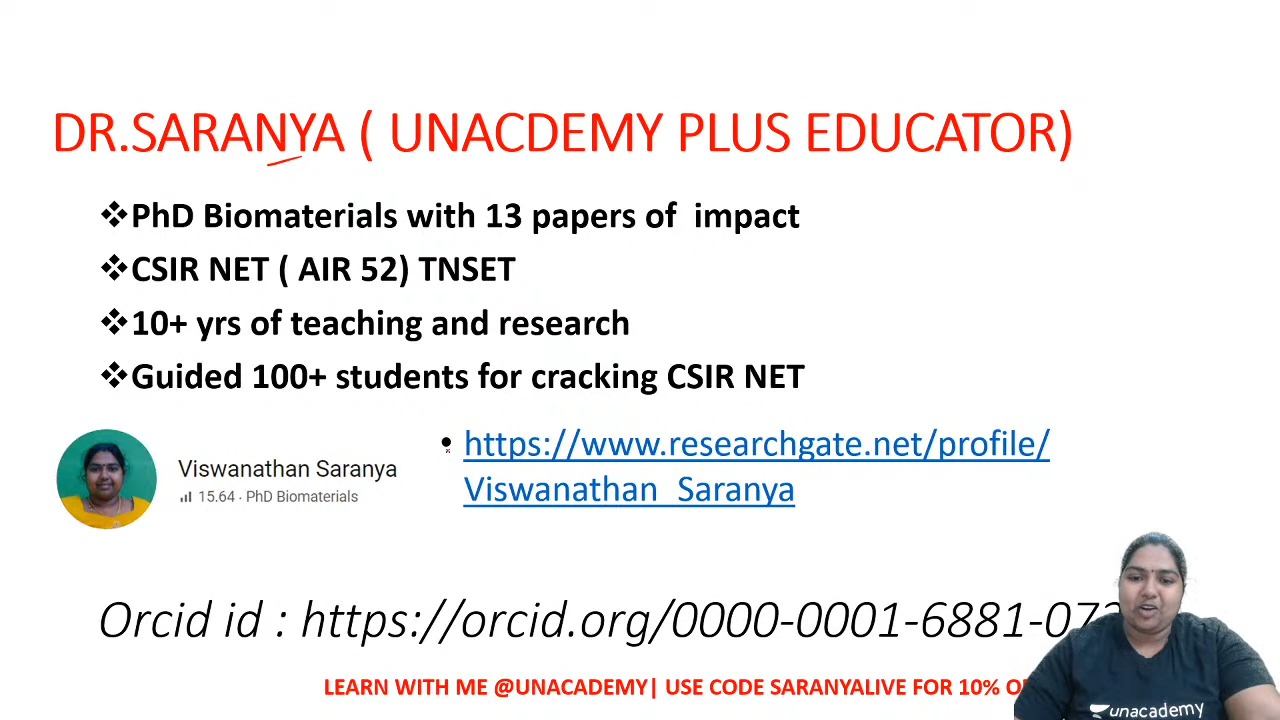 DR.SARANYA ( UNACDEMY PLUS EDUCATOR)
❖PhD Biomaterials with 13 papers of impact
❖CSIR NET ( AIR 52) TNSET
❖10+ yrs of teaching and research
❖Guided 100+ students for cracking CSIR NET
Viswanathan Saranya
15.64 · PhD Biomaterials
• https://www.researchgate.net/profile/
Viswanathan_Saranya
Orcid id : https://orcid.org/0000-0001-6881-07
LEARN WITH ME @UNACADEMY| USE CODE SARANYALIVE FOR 10%
unacademy